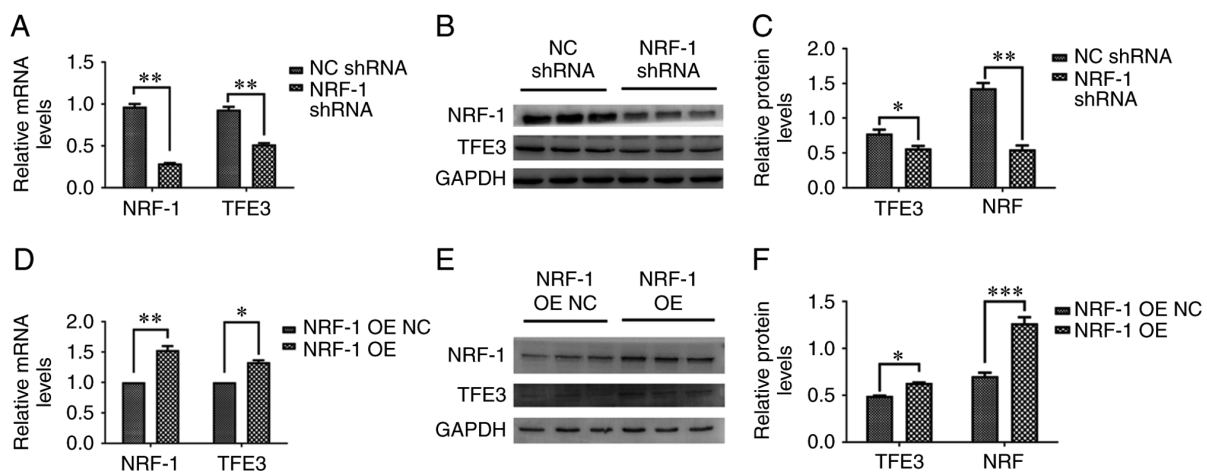 A
Relative mRNA
levels
1.5
1.0
0.5
0.0
**
**
NRF-1
TFE3
NC shRNA
NRF-1
shRNA
B
NC
shRNA
NRF-1
shRNA
NRF-1
TFE3
GAPDH
C
Relative protein
levels
2.0
1.5
1.0
0.5
0.0
*
**
TFE3
NRF
NC shRNA
NRF-1
shRNA
D
Relative mRNA
levels
2.0
1.5
1.0
0.5
0.0
**
*
NRF-1
TFE3
NRF-1 OE NC
NRF-1 OE
E
NRF-1
OE NC
NRF-1
OE
NRF-1
TFE3
GAPDH
F
Relative protein
levels
1.5
1.0
0.5
0.0
*
***
TFE3
NRF
NRF-1 OE NC
NRF-1 OE